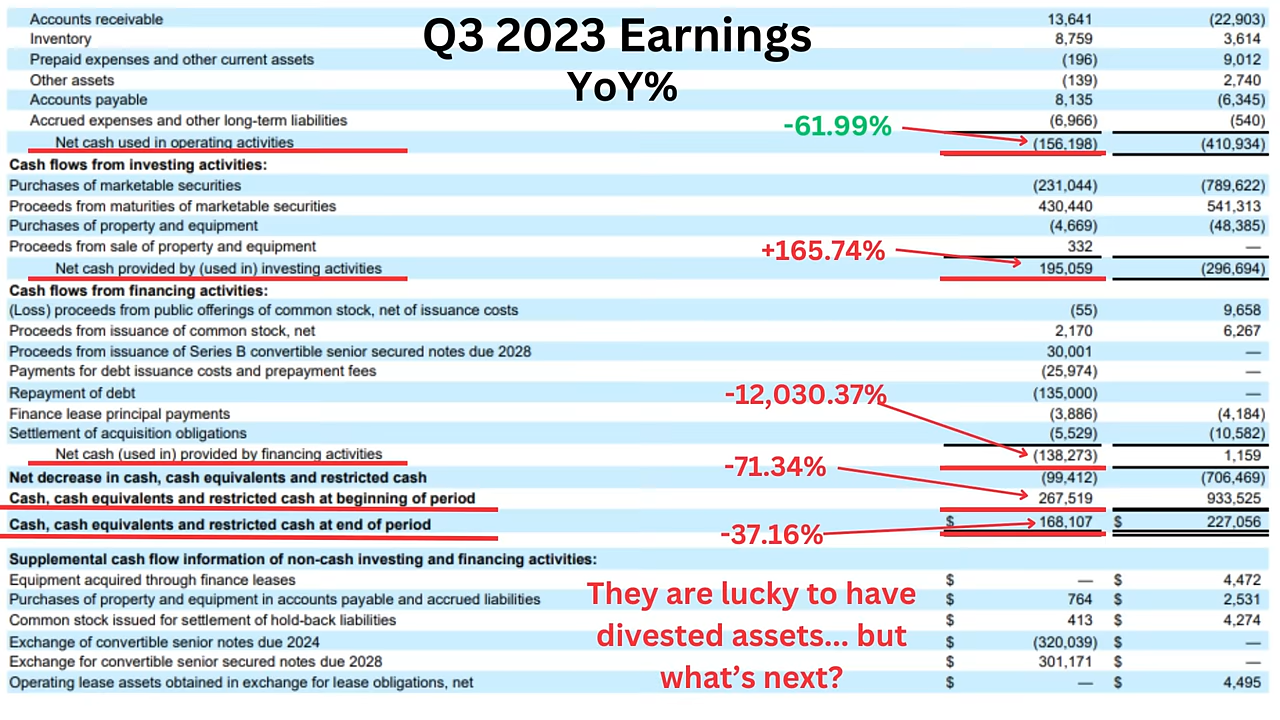 Q3 2023 Earnings
YoY%
Accounts receivable 13,641 (22,903)
Inventory 8,759 3,614
Prepaid expenses and other current assets (196) 9,012
Other assets (139) 2,740
Accounts payable 8,135 (6,345)
Accrued expenses and other long-term liabilities (6,966) (540)
-61.99%
Net cash used in operating activities (156,198) (410,934)
Cash flows from investing activities:
Purchases of marketable securities (231,044) (789,622)
Proceeds from maturities of marketable securities 430,440 541,313
Purchases of property and equipment (4,669) (48,385)
Proceeds from sale of property and equipment 332 —
+165.74%
Net cash provided by (used in) investing activities 195,059 (296,694)
Cash flows from financing activities:
(Loss) proceeds from public offerings of common stock, net of issuance costs (55) 9,658
Proceeds from issuance of common stock, net 2,170 6,267
Proceeds from issuance of Series B convertible senior secured notes due 2028 30,001 —
Payments for debt issuance costs and prepayment fees (25,974) —
Repayment of debt (135,000) —
-12,030.37%
Finance lease principal payments (3,886) (4,184)
Settlement of acquisition obligations (5,529) (10,582)
Net cash (used in) provided by financing activities (138,273) 1,159
-71.34%
Net decrease in cash, cash equivalents and restricted cash (99,412) (706,469)
Cash, cash equivalents and restricted cash at beginning of period 267,519 933,525
Cash, cash equivalents and restricted cash at end of period $ 168,107 $ 227,056
-37.16%
Supplemental cash flow information of non-cash investing and financing activities:
Equipment acquired through finance leases $ — $ 4,472
Purchases of property and equipment in accounts payable and accrued liabilities $ 764 $ 2,531
Common stock issued for settlement of hold-back liabilities $ 413 $ 4,274
Exchange of convertible senior notes due 2024 $ (320,039) $ —
Exchange for convertible senior secured notes due 2028 $ 301,171 $ —
Operating lease assets obtained in exchange for lease obligations, net $ — $ 4,495
They are lucky to have
divested assets... but
what's next?